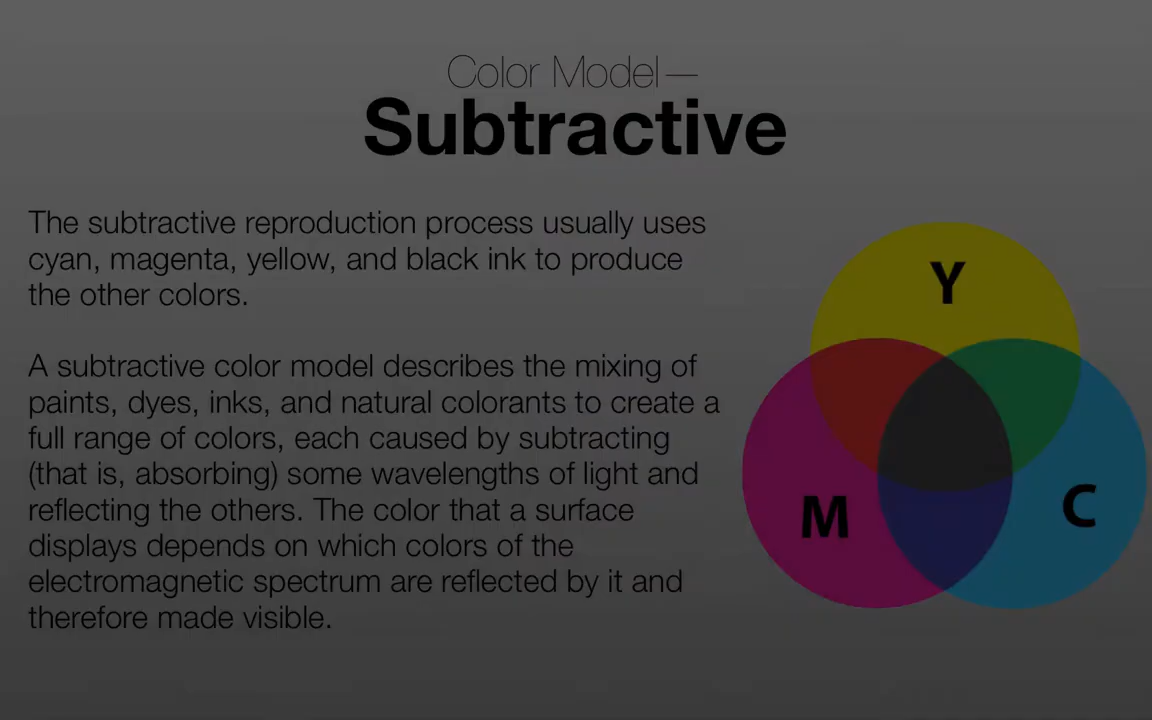 Color Model—
Subtractive
The subtractive reproduction process usually uses
cyan, magenta, yellow, and black ink to produce
the other colors.
A subtractive color model describes the mixing of
paints, dyes, inks, and natural colorants to create a
full range of colors, each caused by subtracting
(that is, absorbing) some wavelengths of light and
reflecting the others. The color that a surface
displays depends on which colors of the
electromagnetic spectrum are reflected by it and
therefore made visible.
Y
M
C